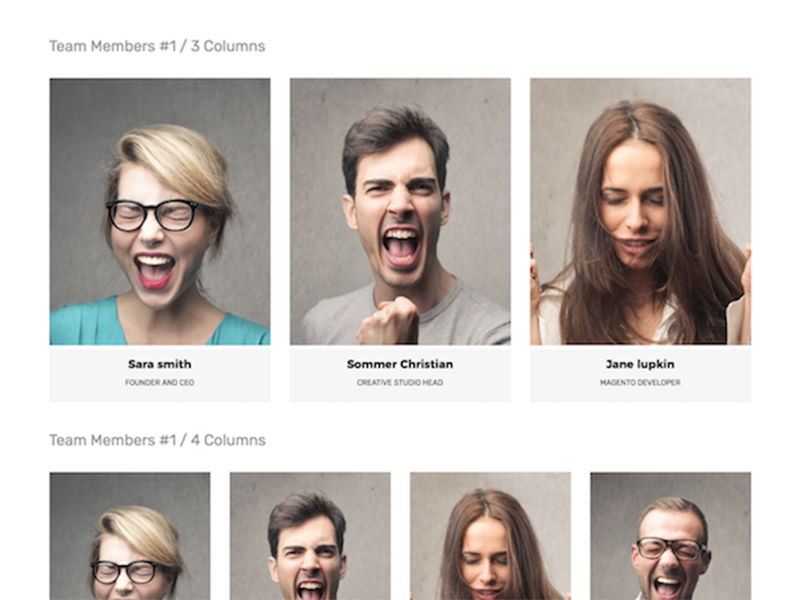 Team Members #1 / 3 Columns
Sara smith
FOUNDER AND CEO
Sommer Christian
CREATIVE STUDIO HEAD
Jane lupkin
MAGENTO DEVELOPER
Team Members #1 / 4 Columns